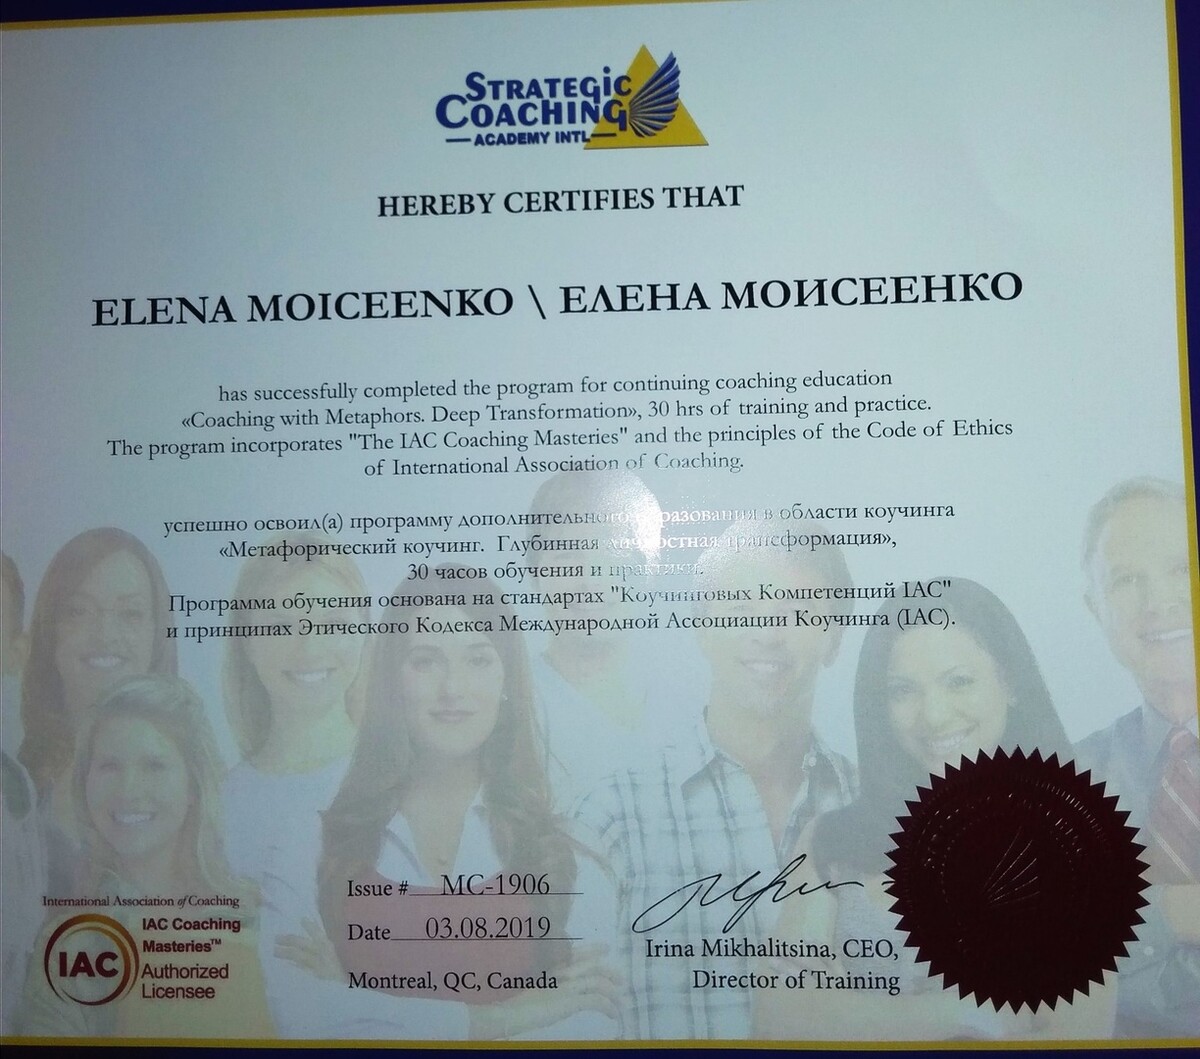 STRATEGIC
COACHING
ACADEMY INTL
HEREBY CERTIFIES THAT
ELENA MOICEENKO \ ЕЛЕНА МОИСЕЕНКО
has successfully completed the program for continuing coaching education
«Coaching with Metaphors. Deep Transformation», 30 hrs of training and practice.
The program incorporates "The IAC Coaching Masteries" and the principles of the Code of Ethics
of International Association of Coaching.
успешно освоил(а) программу дополнительного образования в области коучинга
«Метафорический коучинг. Глубинная личностная трансформация»,
30 часов обучения и практики.
Программа обучения основана на стандартах "Коучинговых Компетенций IAC"
и принципах Этического Кодекса Международной Ассоциации Коучинга (IAC).
International Association of Coaching
IAC
IAC Coaching
Masteries™
Authorized
Licensee
Issue # MC-1906
Date 03.08.2019
Montreal, QC, Canada
Irina Mikhalitsina, CEO,
Director of Training